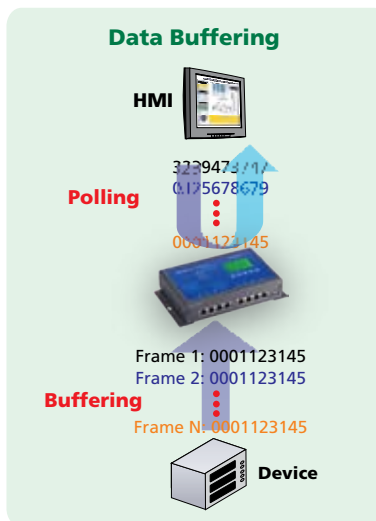 Data Buffering
HMI
Polling
0001123145
Frame 1: 0001123145
Frame 2: 0001123145
Buffering
Frame N: 0001123145
Device